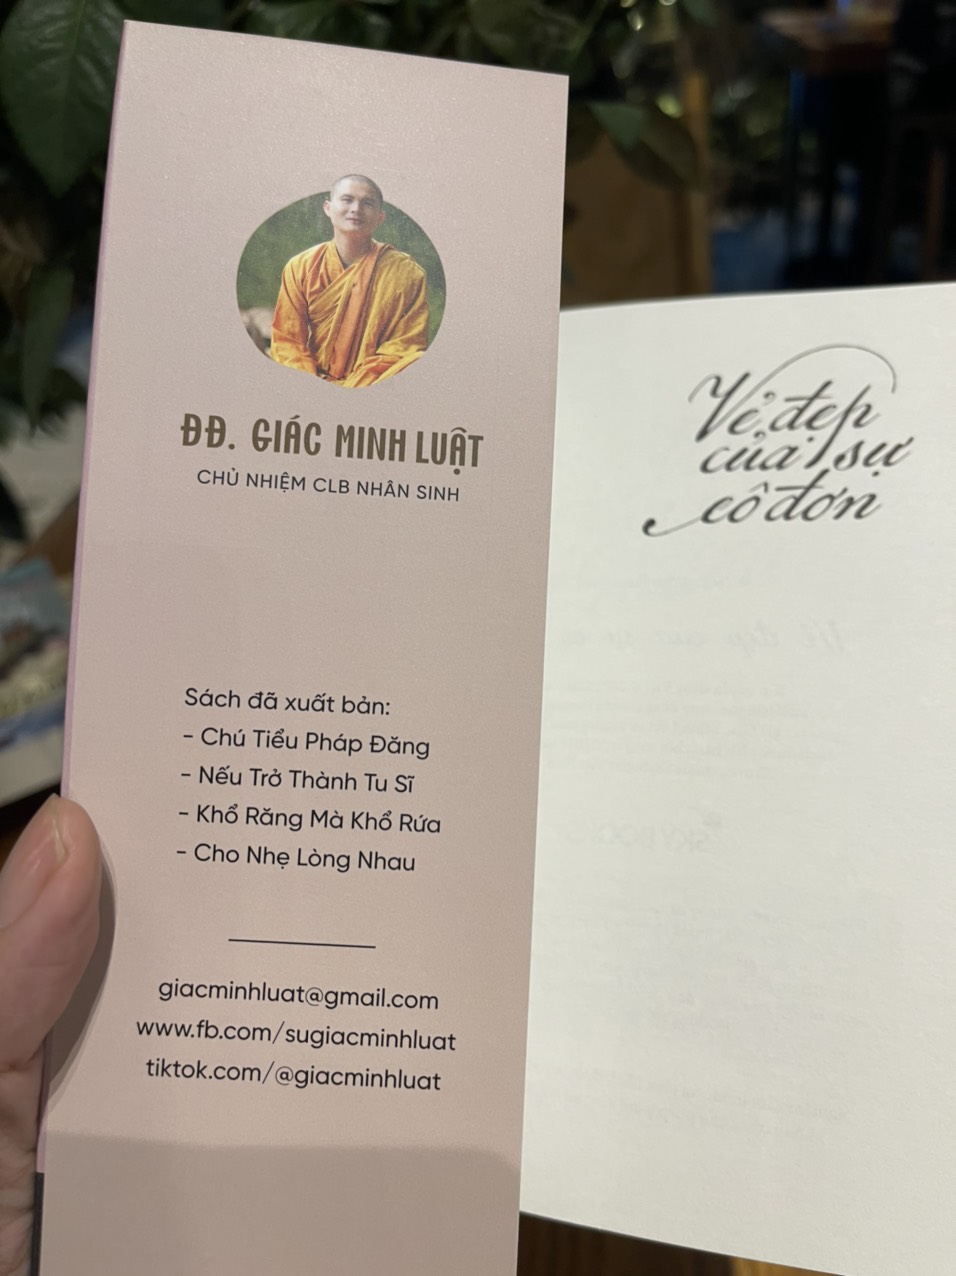 ĐĐ. GIÁC MINH LUẬT
CHỦ NHIỆM CLB NHÂN SINH
Sách đã xuất bản:
- Chú Tiểu Pháp Đăng
- Nếu Trở Thành Tu Sĩ
- Khổ Răng Mà Khổ Rứa
- Cho Nhẹ Lòng Nhau
giacminhluat@gmail.com
www.fb.com/sugiacminhluat
tiktok.com/@giacminhluat
Vẻ đẹp
của sự
cô đơn